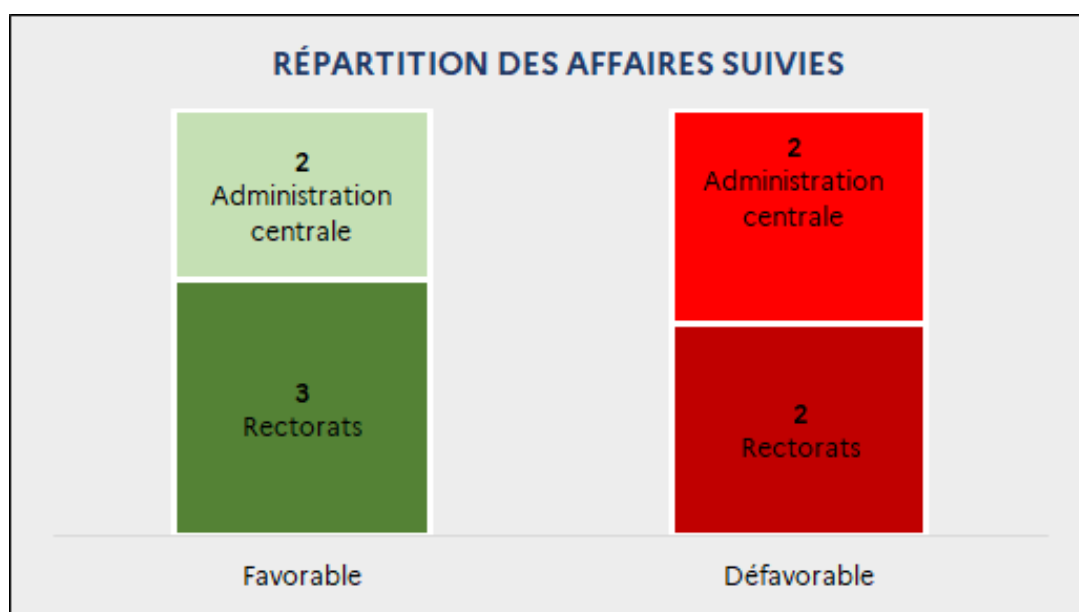 RÉPARTITION DES AFFAIRES SUIVIES
2
Administration
centrale
3
Rectorats
Favorable
2
Administration
centrale
2
Rectorats
Défavorable